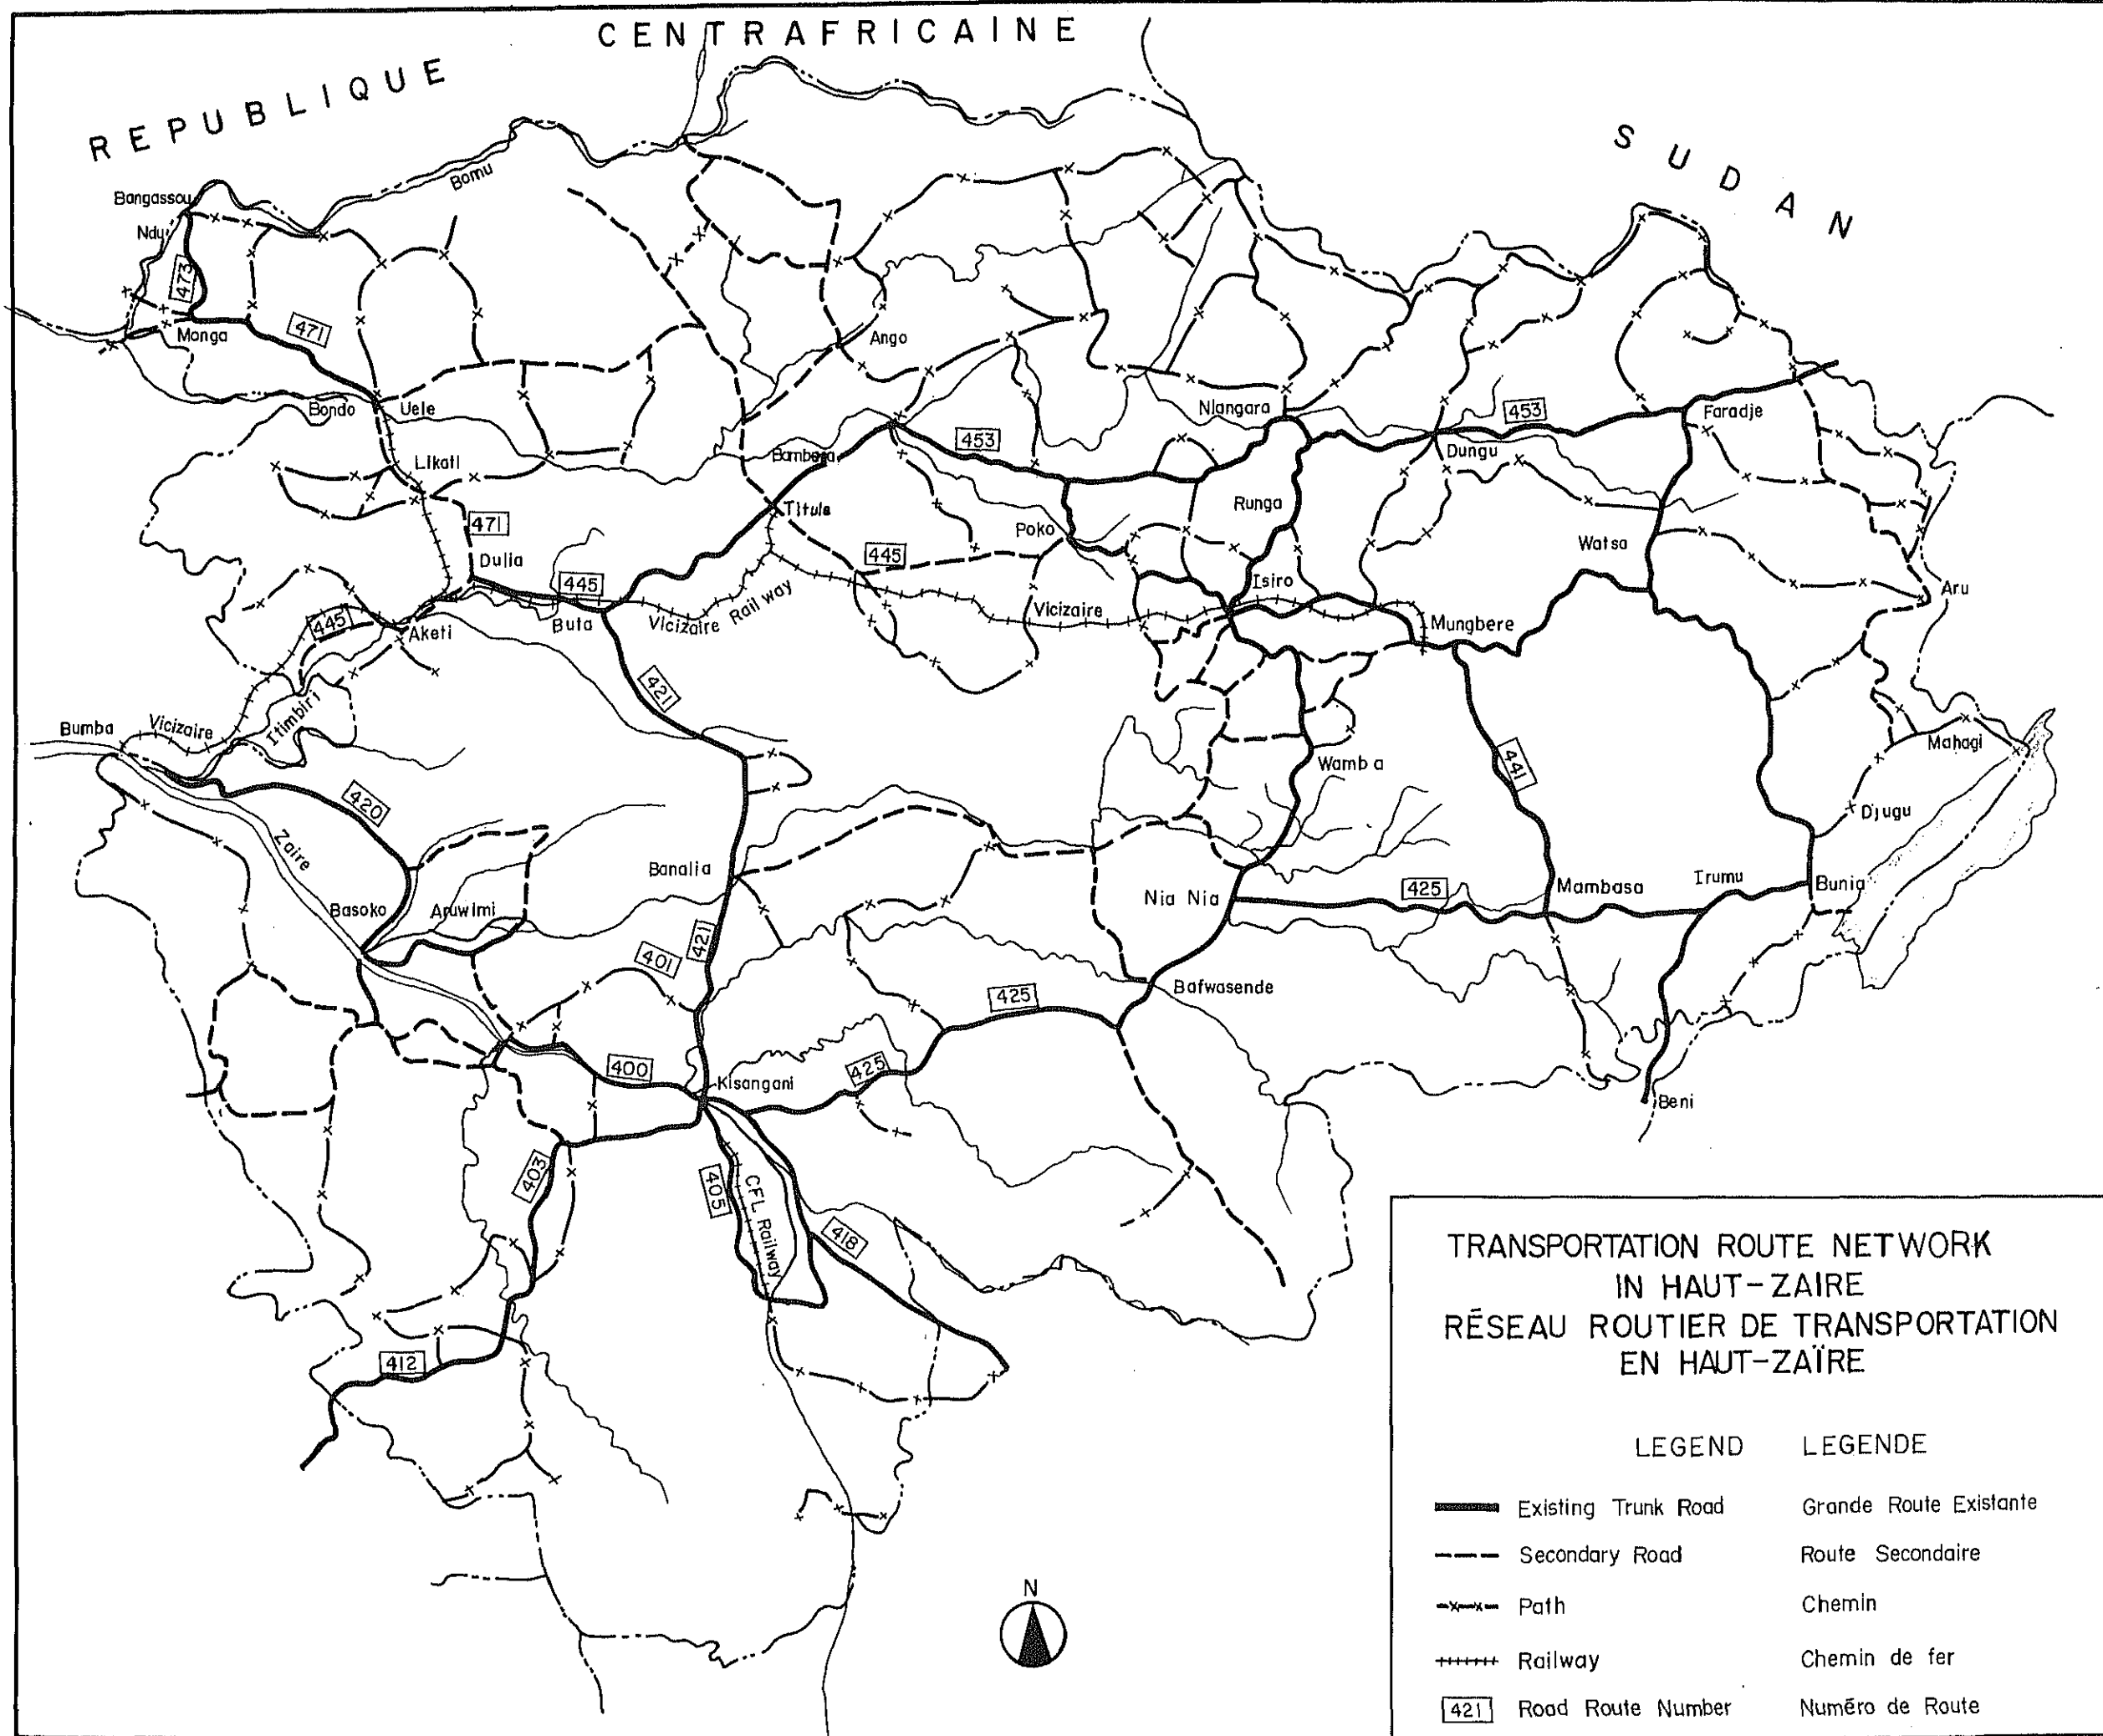 CENTRAFRICAINE
REPUBLIQUE
SUDAN
Bomu
Bangassou
Ndu
473
Monga
471
Ango
Bondo
Uele
Nlangara
453
Faradje
453
Dungu
Bambesa
Likati
Titule
Runga
471
Poko
445
Watsa
Dulia
445
Isiro
Aru
Vicizaire
Rail way
Vicizaire
445
Aketi
Buta
Mungbere
421
Itimbiri
Bumba
Vicizaire
Mahagi
441
Wamba
420
Djugu
Zaire
Banalia
Basoko
Aruwimi
Nia Nia
425
Mambasa
Irumu
Bunia
421
401
Bafwasende
425
400
Kisangani
425
Beni
403
405
CFL Railway
418
412
N
TRANSPORTATION ROUTE NETWORK
IN HAUT-ZAIRE
RÉSEAU ROUTIER DE TRANSPORTATION
EN HAUT-ZAÏRE
LEGEND LEGENDE
Existing Trunk Road Grande Route Existante
Secondary Road Route Secondaire
Path Chemin
Railway Chemin de fer
421 Road Route Number Numéro de Route